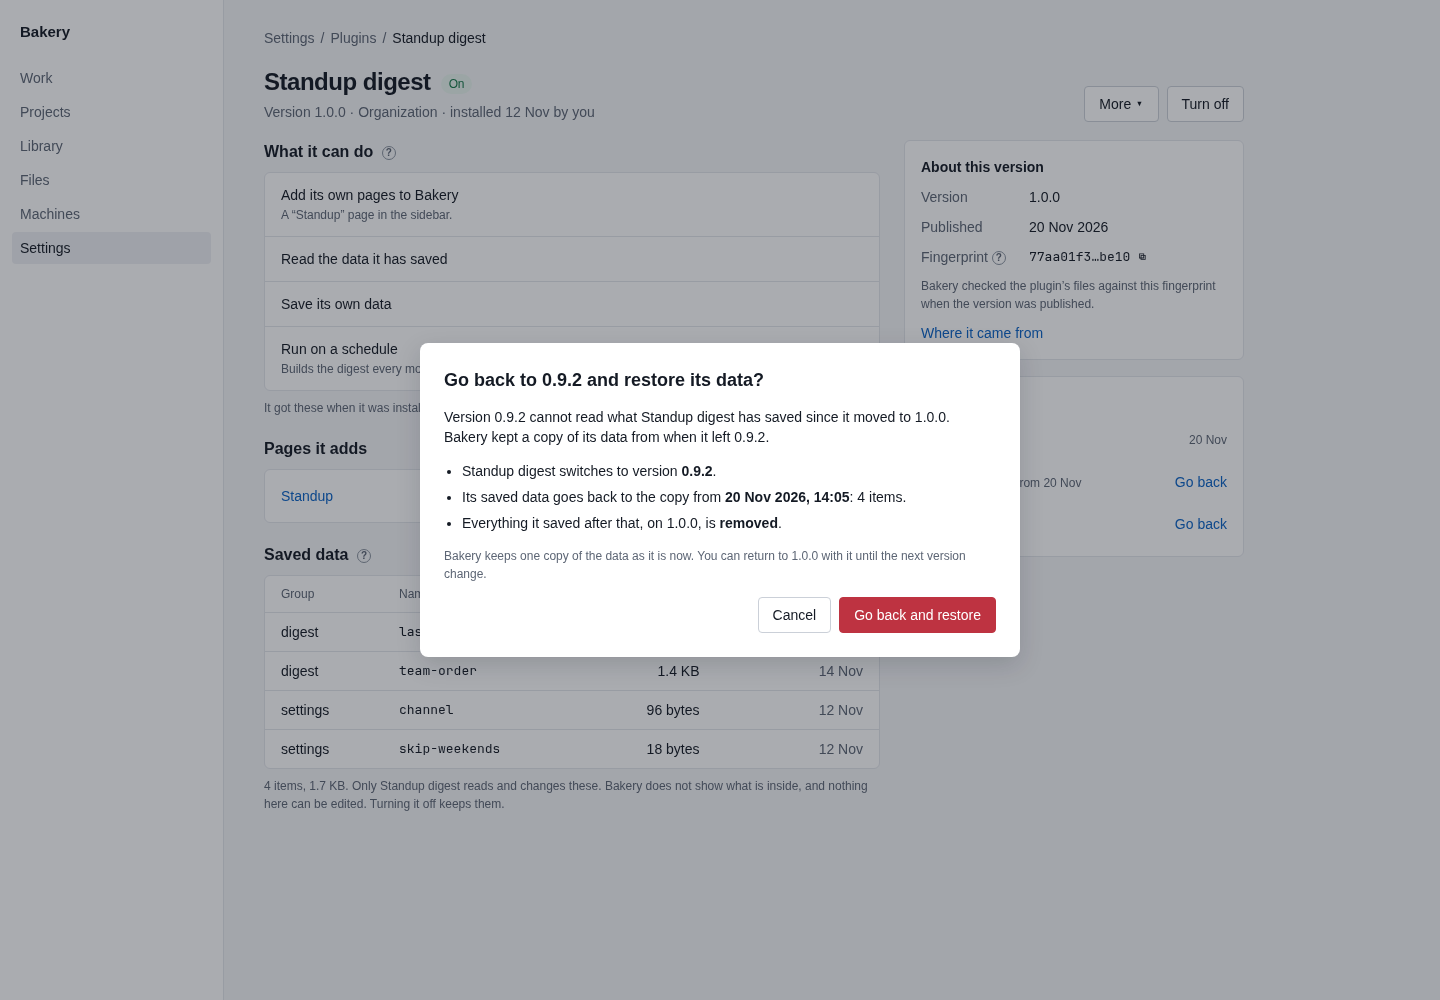 Bakery
Work
Projects
Library
Files
Machines
Settings
Settings / Plugins / Standup digest
Standup digest On
Version 1.0.0 · Organization · installed 12 Nov by you
More
Turn off
What it can do ?
Add its own pages to Bakery
A “Standup” page in the sidebar.
Read the data it has saved
Save its own data
Run on a schedule
Builds the digest every
It got these when it was
Pages it adds
Standup
Saved data ?
Group
digest
digest team-order 1.4 KB 14 Nov
settings channel 96 bytes 12 Nov
settings skip-weekends 18 bytes 12 Nov
4 items, 1.7 KB. Only Standup digest reads and changes these. Bakery does not show what is inside, and nothing
here can be edited. Turning it off keeps them.
About this version
Version 1.0.0
Published 20 Nov 2026
Fingerprint ? 77aa01f3…be10
Bakery checked the plugin’s files against this fingerprint
when the version was published.
Where it came from
20 Nov
from 20 Nov Go back
Go back
Go back to 0.9.2 and restore its data?
Version 0.9.2 cannot read what Standup digest has saved since it moved to 1.0.0.
Bakery kept a copy of its data from when it left 0.9.2.
• Standup digest switches to version 0.9.2.
• Its saved data goes back to the copy from 20 Nov 2026, 14:05: 4 items.
• Everything it saved after that, on 1.0.0, is removed.
Bakery keeps one copy of the data as it is now. You can return to 1.0.0 with it until the next version
change.
Cancel
Go back and restore